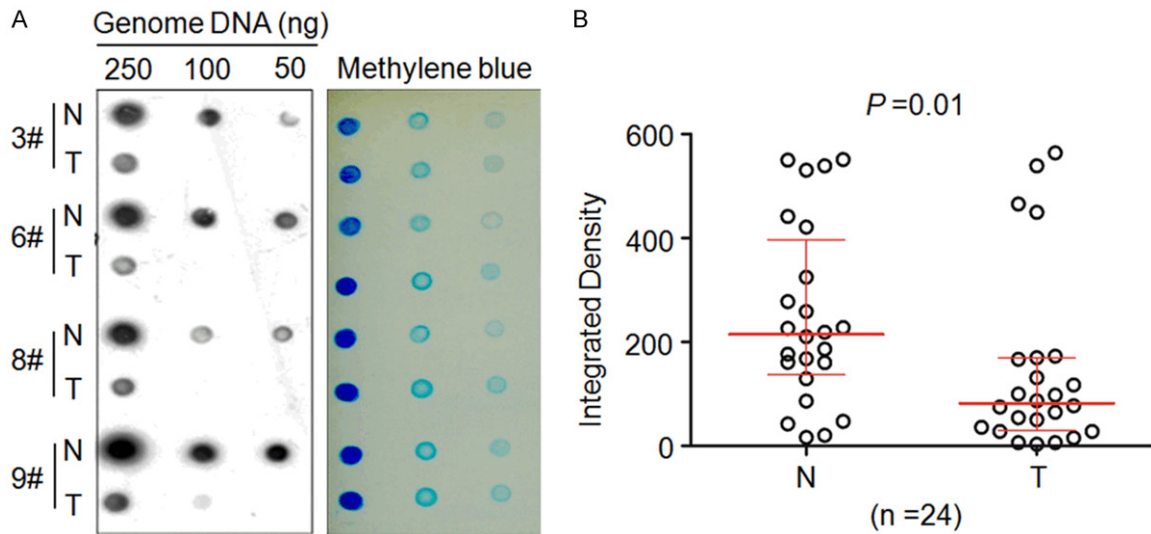 A
Genome DNA (ng)
250 100 50
Methylene blue
3# N
T
6# N
T
8# N
T
9# N
T
B
P =0.01
Integrated Density
600
400
200
0
N T
(n =24)